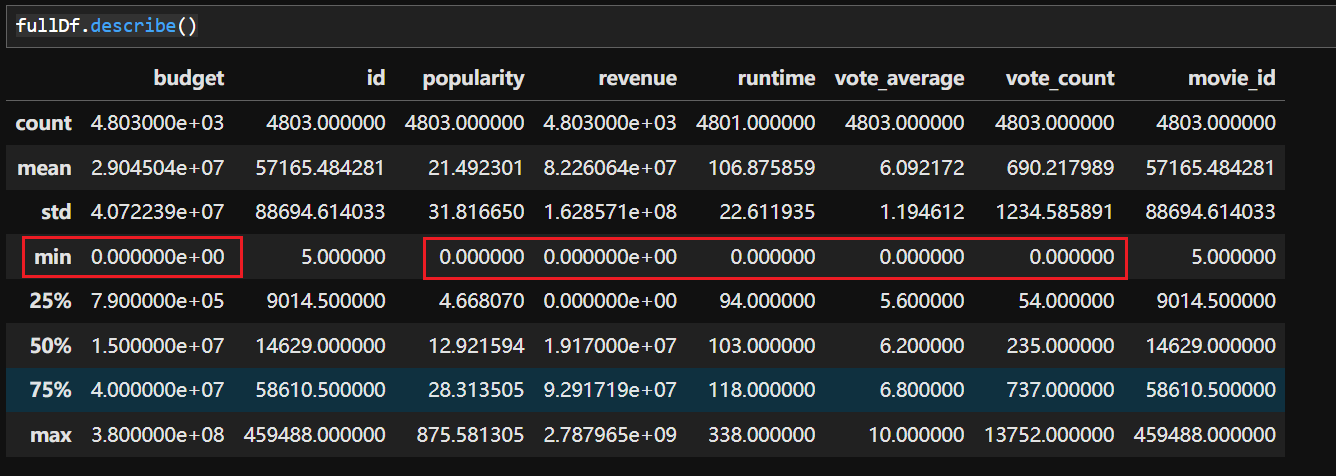 fullDf.describe()
budget id popularity revenue runtime vote_average vote_count movie_id
count 4.803000e+03 4803.000000 4803.000000 4.803000e+03 4801.000000 4803.000000 4803.000000 4803.000000
mean 2.904504e+07 57165.484281 21.492301 8.226064e+07 106.875859 6.092172 690.217989 57165.484281
std 4.072239e+07 88694.614033 31.816650 1.628571e+08 22.611935 1.194612 1234.585891 88694.614033
min 0.000000e+00 5.000000 0.000000 0.000000e+00 0.000000 0.000000 0.000000 5.000000
25% 7.900000e+05 9014.500000 4.668070 0.000000e+00 94.000000 5.600000 54.000000 9014.500000
50% 1.500000e+07 14629.000000 12.921594 1.917000e+07 103.000000 6.200000 235.000000 14629.000000
75% 4.000000e+07 58610.500000 28.313505 9.291719e+07 118.000000 6.800000 737.000000 58610.500000
max 3.800000e+08 459488.000000 875.581305 2.787965e+09 338.000000 10.000000 13752.000000 459488.000000